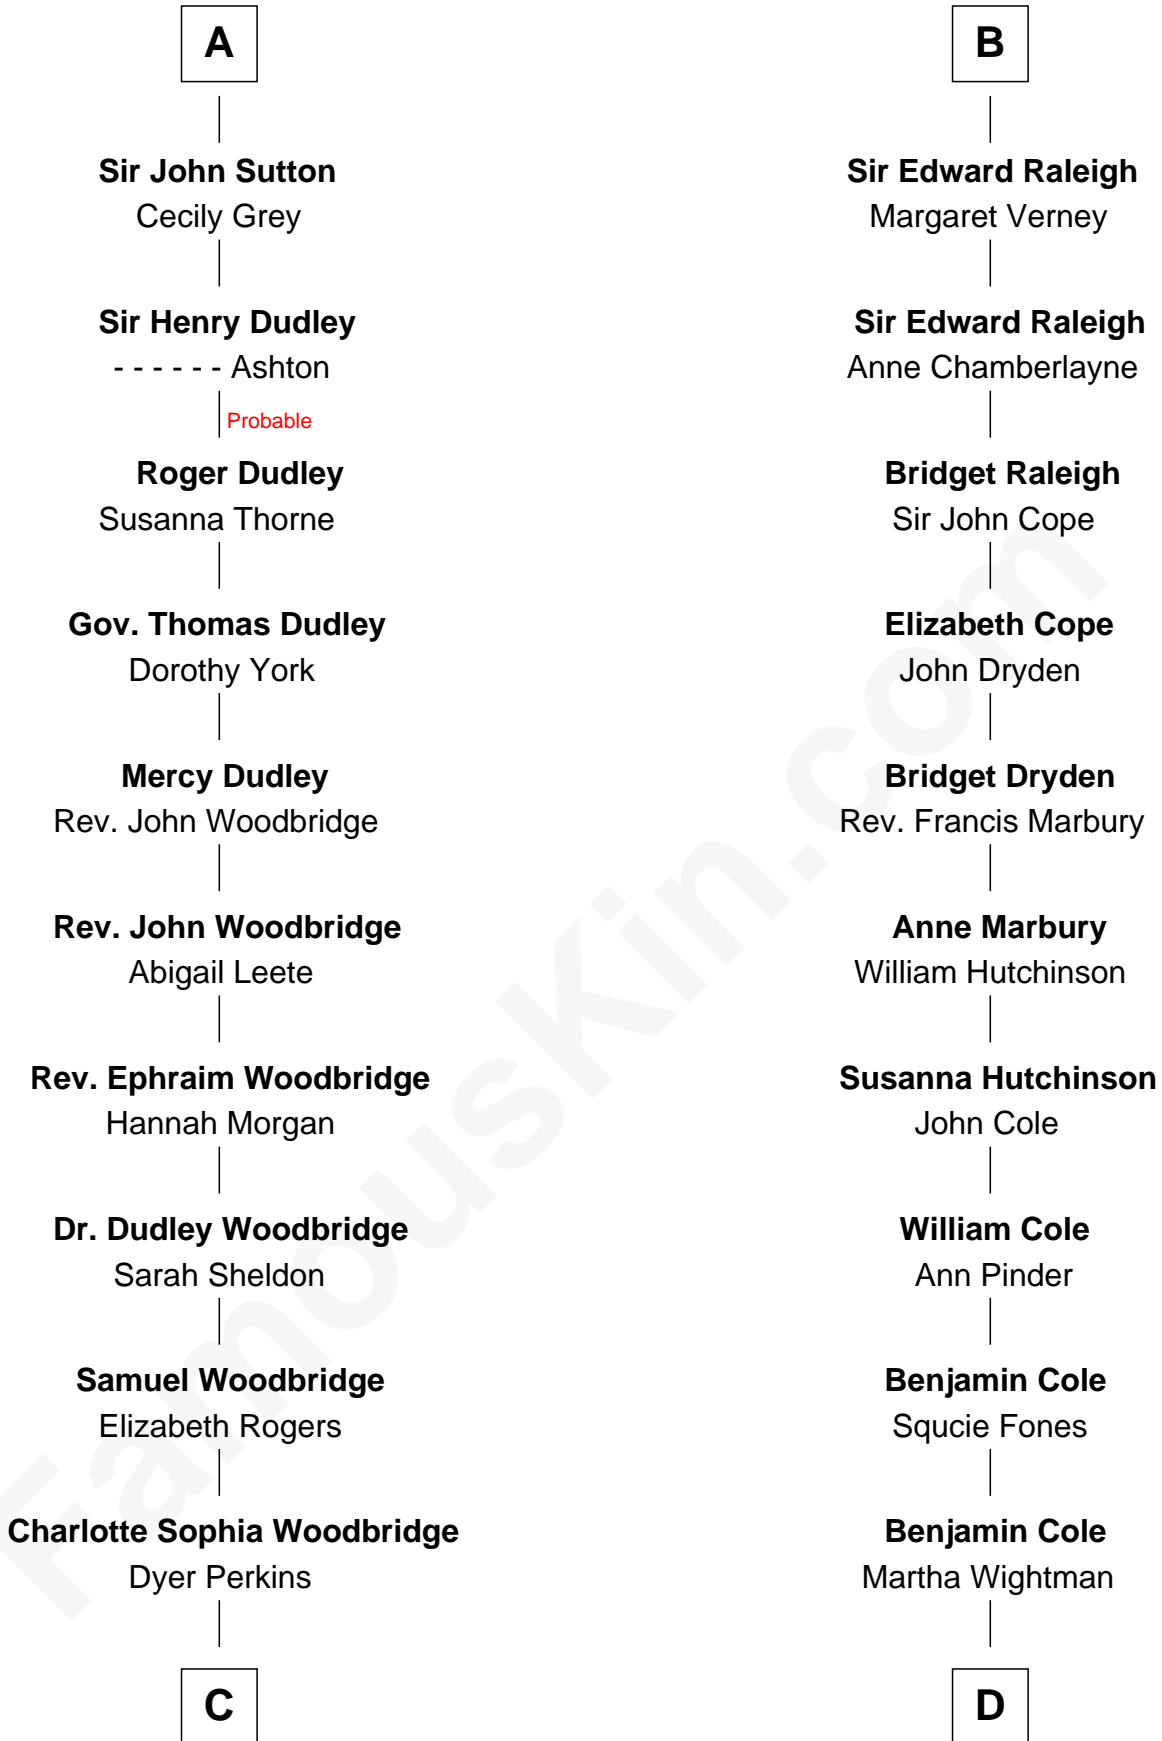 A
Sir John Sutton
Cecily Grey
Sir Henry Dudley
- - - - - - Ashton
Probable
Roger Dudley
Susanna Thorne
Gov. Thomas Dudley
Dorothy York
Mercy Dudley
Rev. John Woodbridge
Rev. John Woodbridge
Abigail Leete
Rev. Ephraim Woodbridge
Hannah Morgan
Dr. Dudley Woodbridge
Sarah Sheldon
Samuel Woodbridge
Elizabeth Rogers
Charlotte Sophia Woodbridge
Dyer Perkins
C
B
Sir Edward Raleigh
Margaret Verney
Sir Edward Raleigh
Anne Chamberlayne
Bridget Raleigh
Sir John Cope
Elizabeth Cope
John Dryden
Bridget Dryden
Rev. Francis Marbury
Anne Marbury
William Hutchinson
Susanna Hutchinson
John Cole
William Cole
Ann Pinder
Benjamin Cole
Squcie Fones
Benjamin Cole
Martha Wightman
D
FamousKin.com